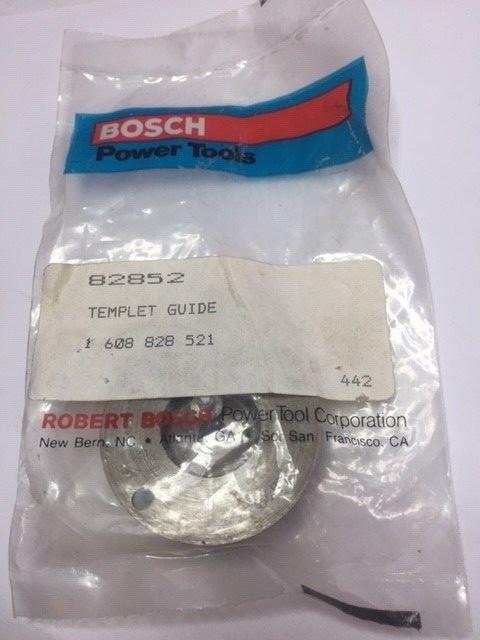 BOSCH
Power Tools
82852
TEMPLET GUIDE
1 608 828 521
442
ROBERT BOSCH Power Tool Corporation
New Bern, NC • Atlanta, GA • So. San Francisco, CA